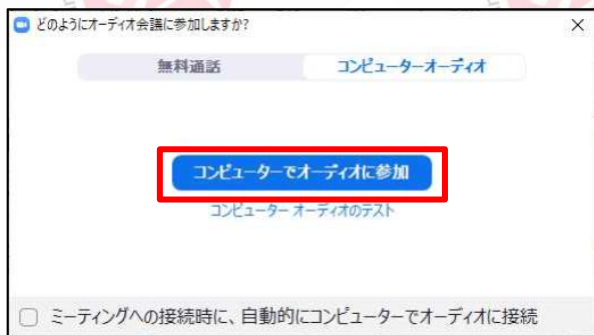 どのようにオーディオ会議に参加しますか?
無料通話
コンピューターオーディオ
コンピューターでオーディオに参加
コンピューター オーディオのテスト
ミーティングへの接続時に、自動的にコンピューターでオーディオに接続